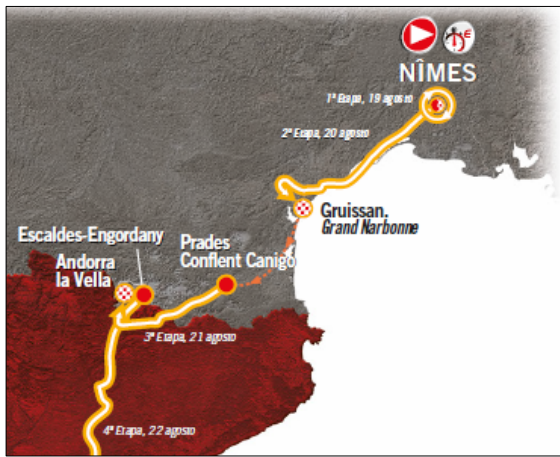 NÎMES
1ª Etapa, 19 agosto
2ª Etapa, 20 agosto
Gruissan.
Grand Narbonne
Escaldes-Engordany
Prades
Conflent Canigó
Andorra
la Vella
3ª Etapa, 21 agosto
4ª Etapa, 22 agosto